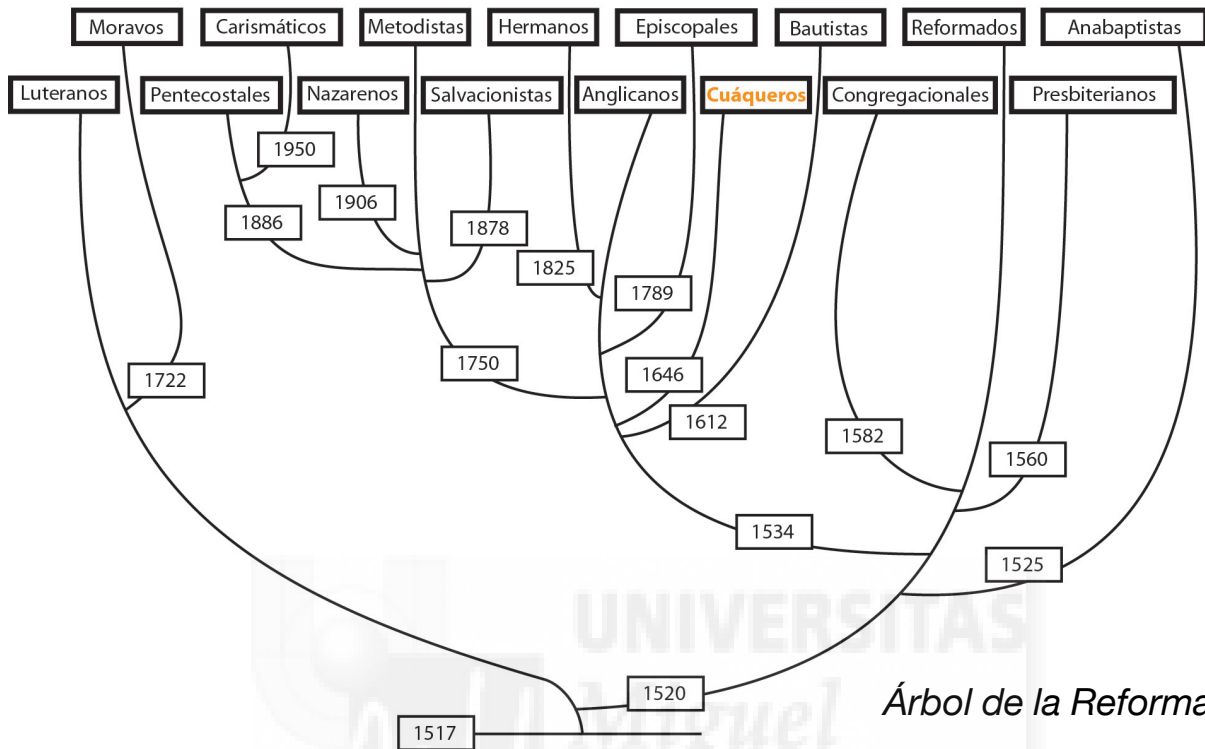 Moravos
Carismáticos
Metodistas
Hermanos
Episcopales
Bautistas
Reformados
Anabaptistas
Luteranos
Pentecostales
Nazarenos
Salvacionistas
Anglicanos
Cuáqueros
Congregacionales
Presbiterianos
1950
1906
1886
1878
1825
1789
1750
1722
1646
1612
1582
1560
1534
1525
1520
1517
UNIVERSITAS
Miguel
Árbol de la Reforma